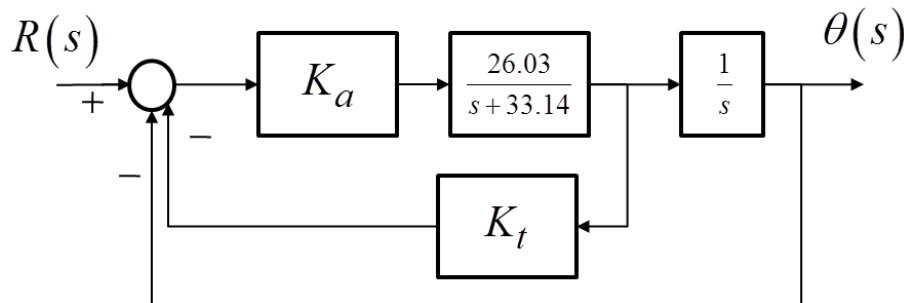 R(s)
θ(s)
+
−
−
K_a
26.03
s + 33.14
1
s
K_t